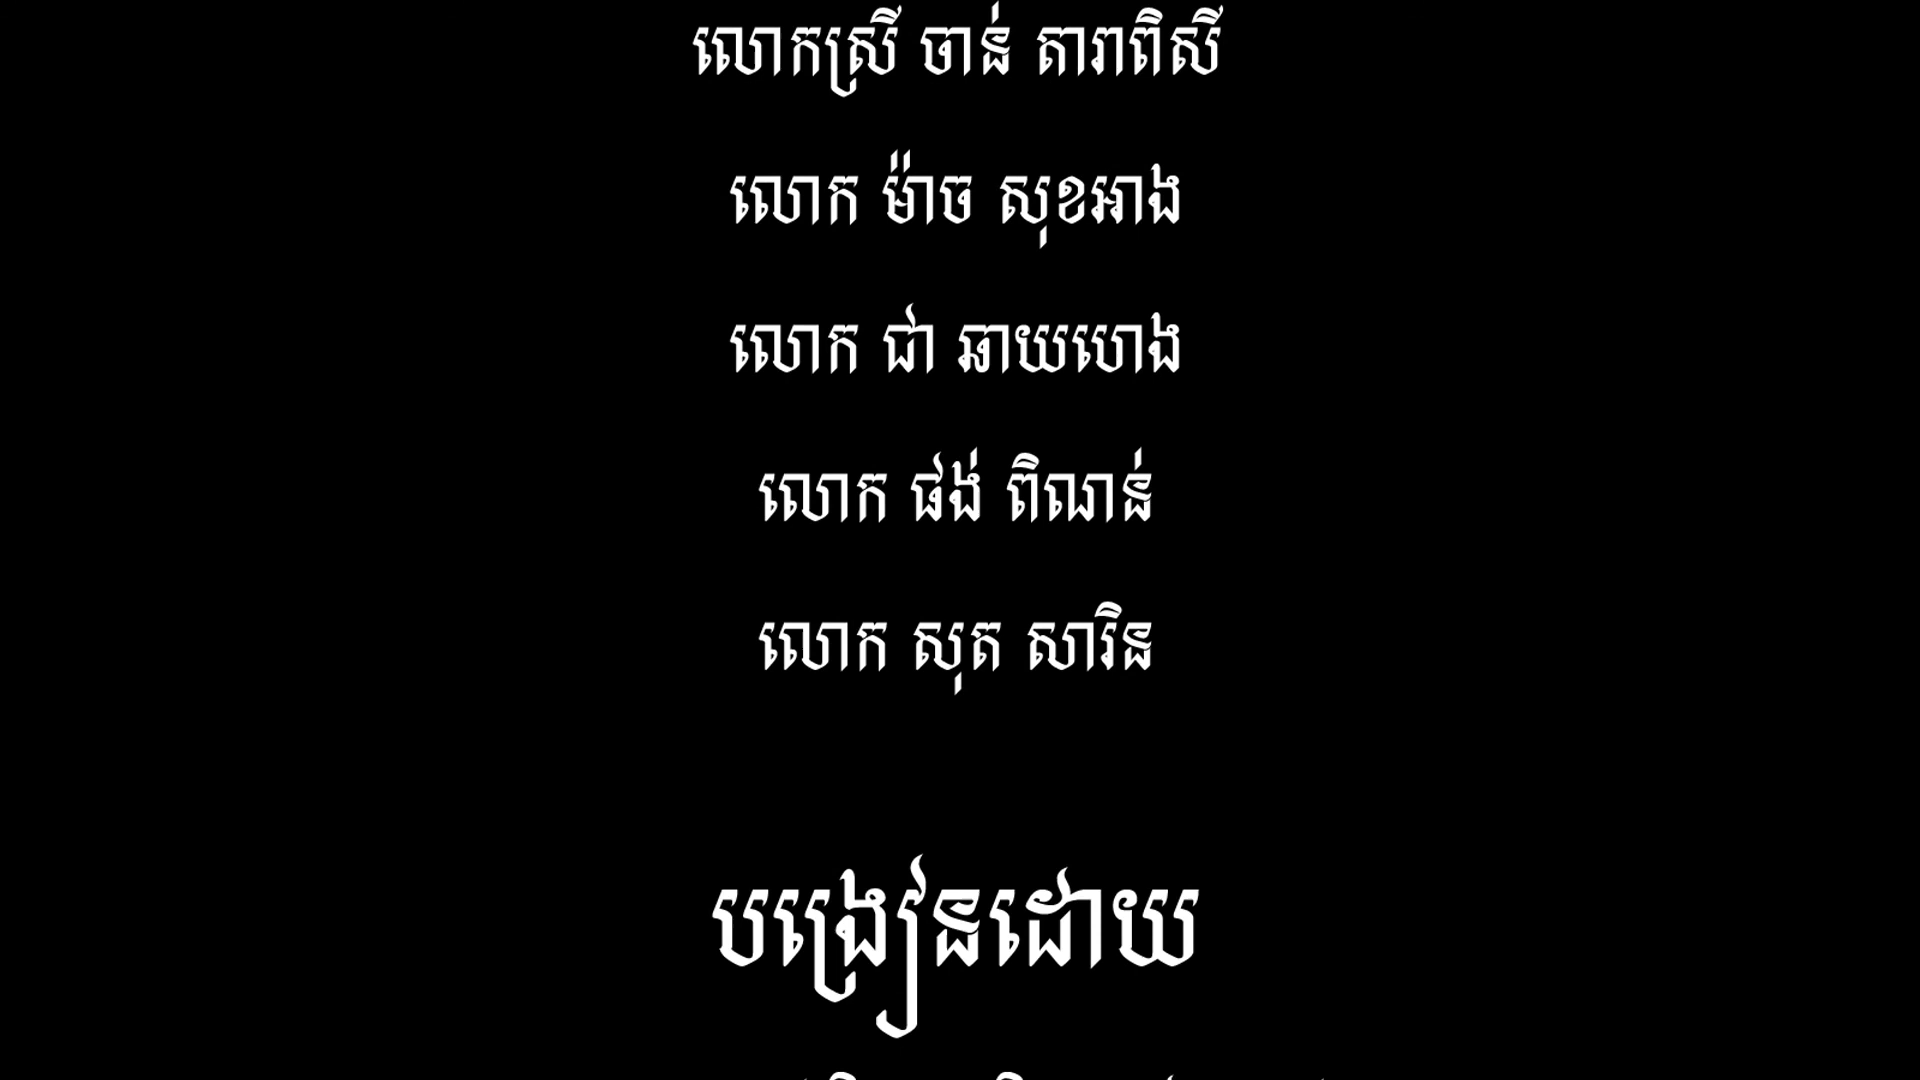 លោកស្រី ចាន់ តារាពិសី
លោក ម៉ាច សុខអាង
លោក ជា ឆាយហេង
លោក ផង់ ពិណាន់
លោក សុត សារិន
បង្រៀនដោយ